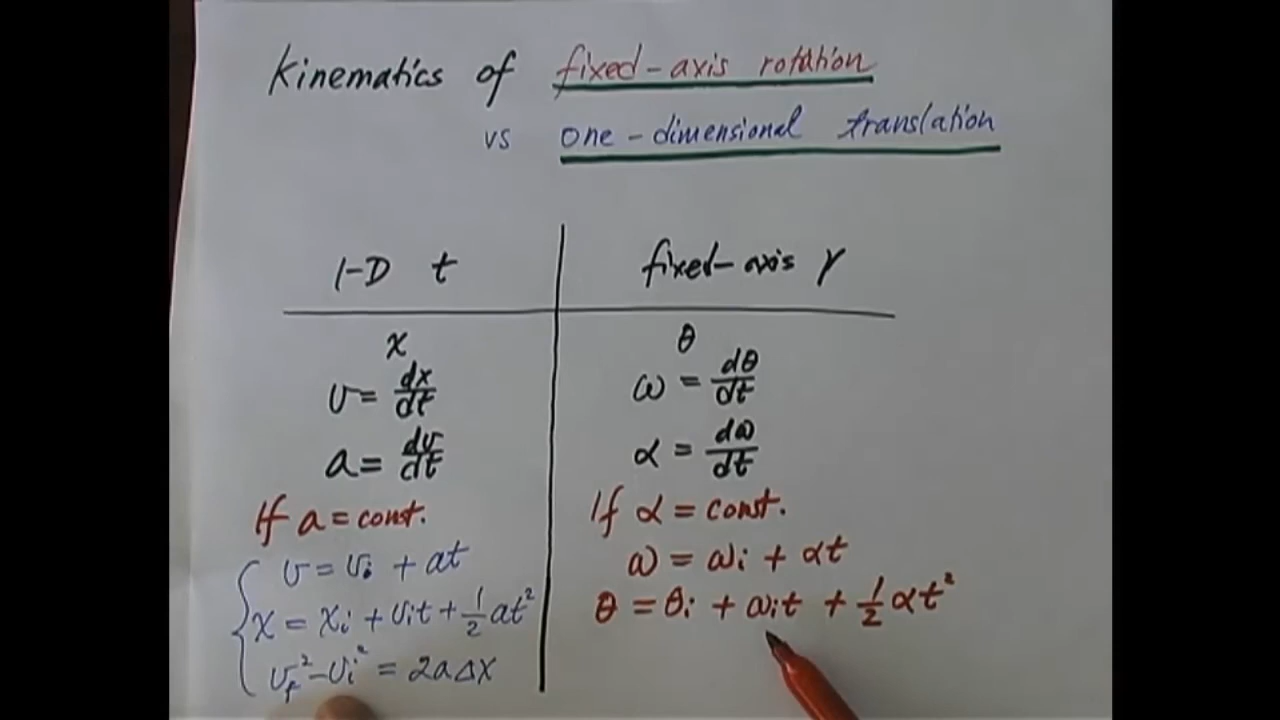 Kinematics of fixed-axis rotation
vs one-dimensional translation
1-D t
fixed-axis r
x
v = dx/dt
a = dv/dt
If a = const.
v = vᵢ + at
x = xᵢ + vᵢt + 1/2 at²
v_f² - vᵢ² = 2aΔx
θ
ω = dθ/dt
α = dω/dt
If α = const.
ω = ωᵢ + αt
θ = θᵢ + ωᵢt + 1/2 αt²